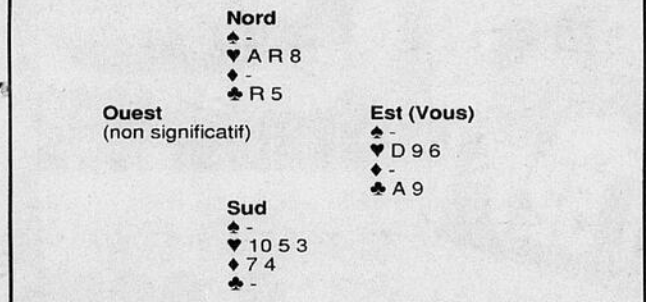 Nord
♠ -
♥ A R 8
♦ -
♣ R 5
Ouest
(non significatif)
Est (Vous)
♠ -
♥ D 9 6
♦ -
♣ A 9
Sud
♠ -
♥ 10 5 3
♦ 7 4
♣ -